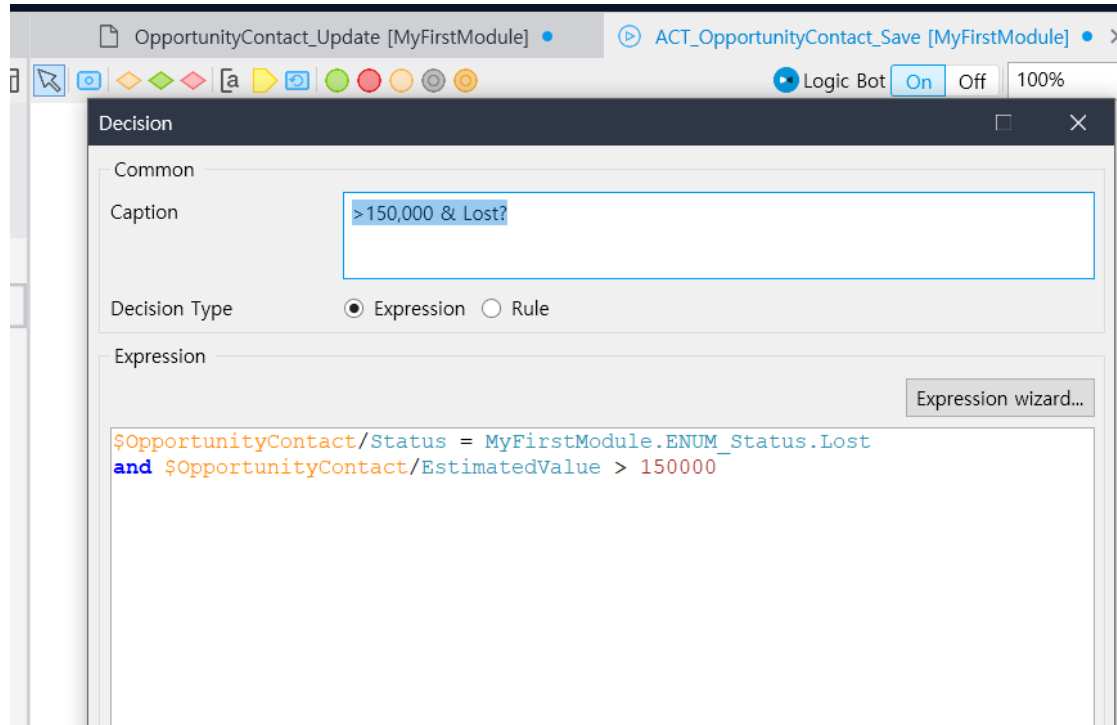 OpportunityContact_Update [MyFirstModule]
ACT_OpportunityContact_Save [MyFirstModule]
[a
Logic Bot On Off 100%
Decision
Common
Caption
>150,000 & Lost?
Decision Type Expression Rule
Expression
Expression wizard...
$OpportunityContact/Status = MyFirstModule.ENUM_Status.Lost
and $OpportunityContact/EstimatedValue > 150000